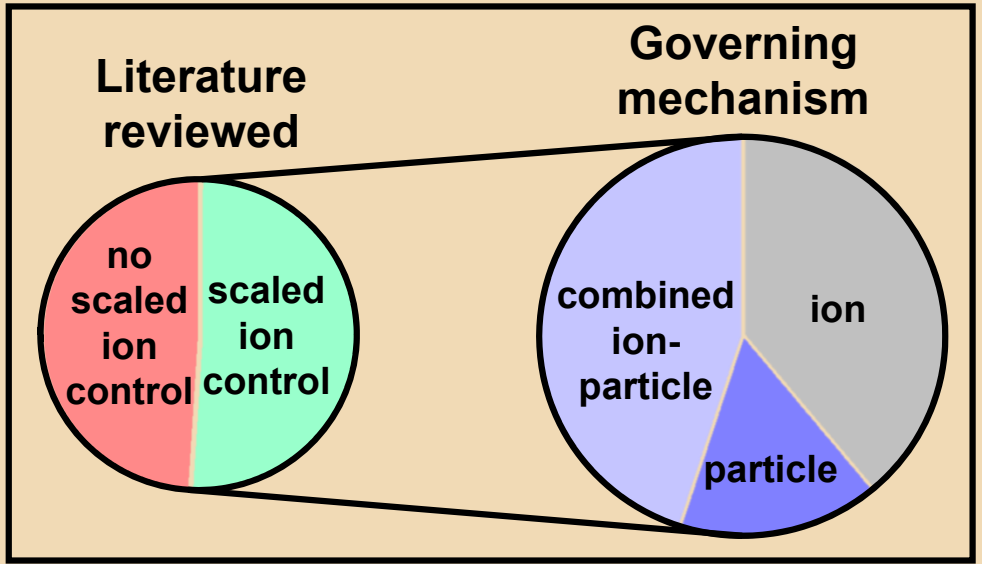 Literature
reviewed
no
scaled
ion
control
scaled
ion
control
Governing
mechanism
combined
ion-
particle
ion
particle